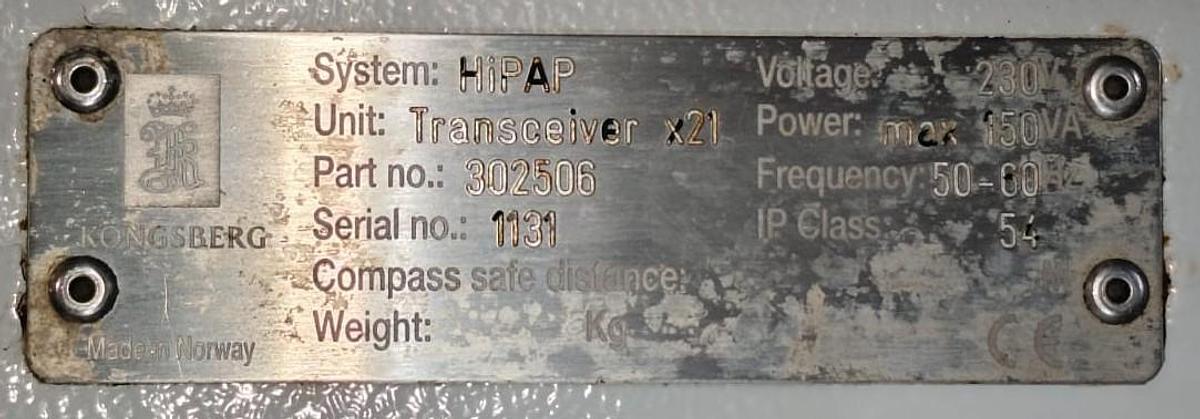 System: HiPAP
Unit: Transceiver x21
Part no.: 302506
Serial no.: 1131
Compass safe distance: M
Weight: Kg
Voltage: 230V
Power: max 150VA
Frequency: 50-60Hz
IP Class: 54
KONGSBERG
Made in Norway
CE